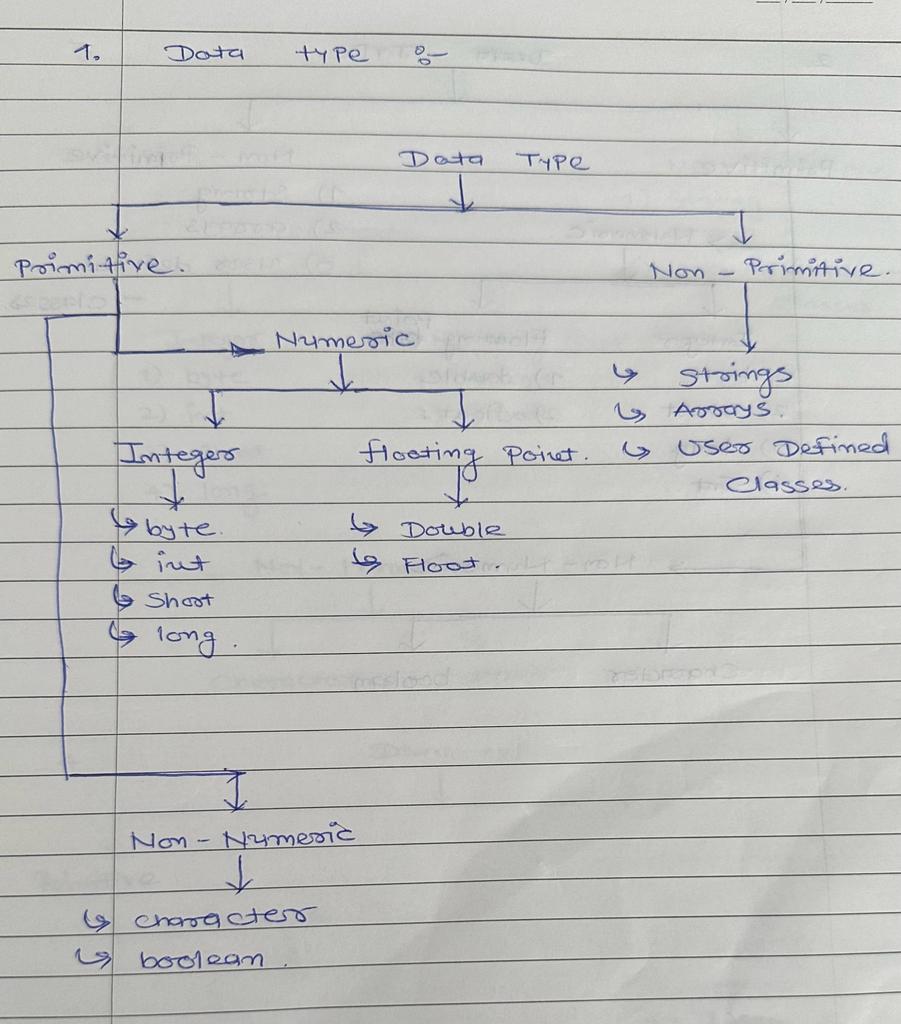 1. Data type :-
Data Type
Primitive.
Non - Primitive.
Numeric
↳ Strings
↳ Arrays.
Integer
floating Point.
↳ User Defined
Classes.
↳ byte.
↳ int
↳ Short
↳ long.
↳ Double
↳ Float.
Non - Numeric
↳ character
↳ boolean.